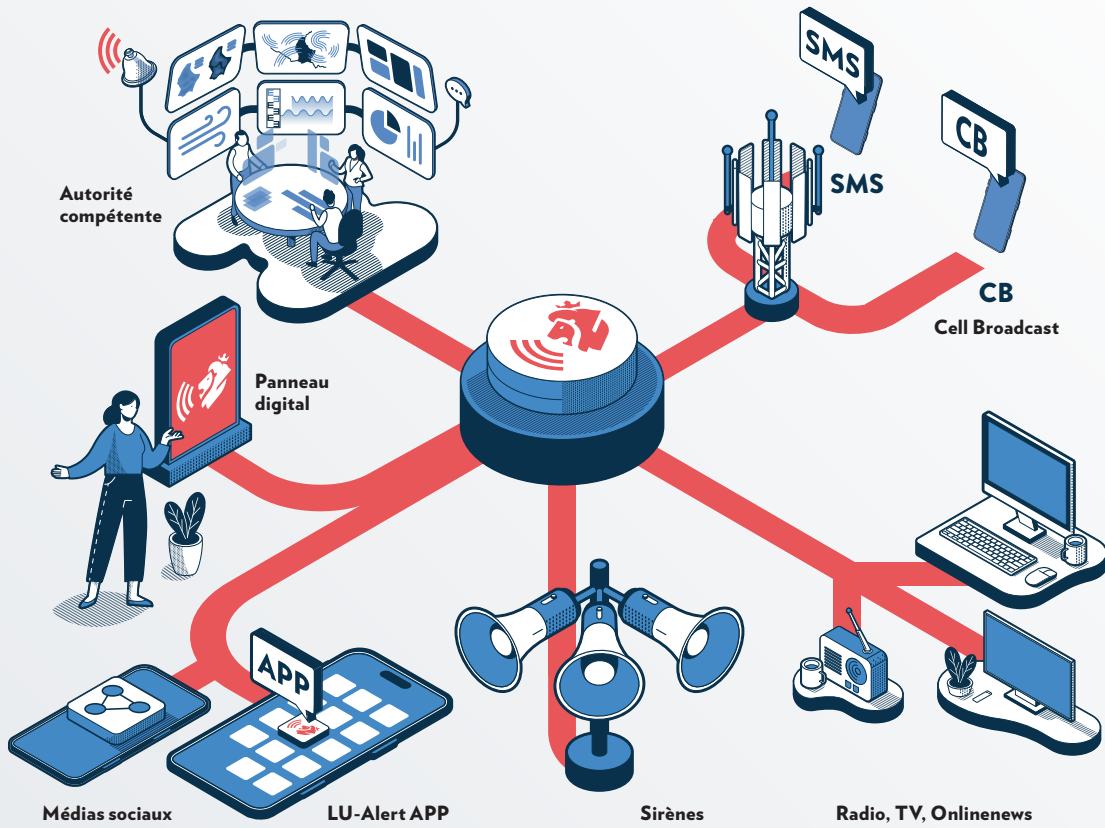 SMS
CB
SMS
Autorité
compétente
CB
Cell Broadcast
Panneau
digital
APP
Médias sociaux
LU-Alert APP
Sirènes
Radio, TV, Onlinenews